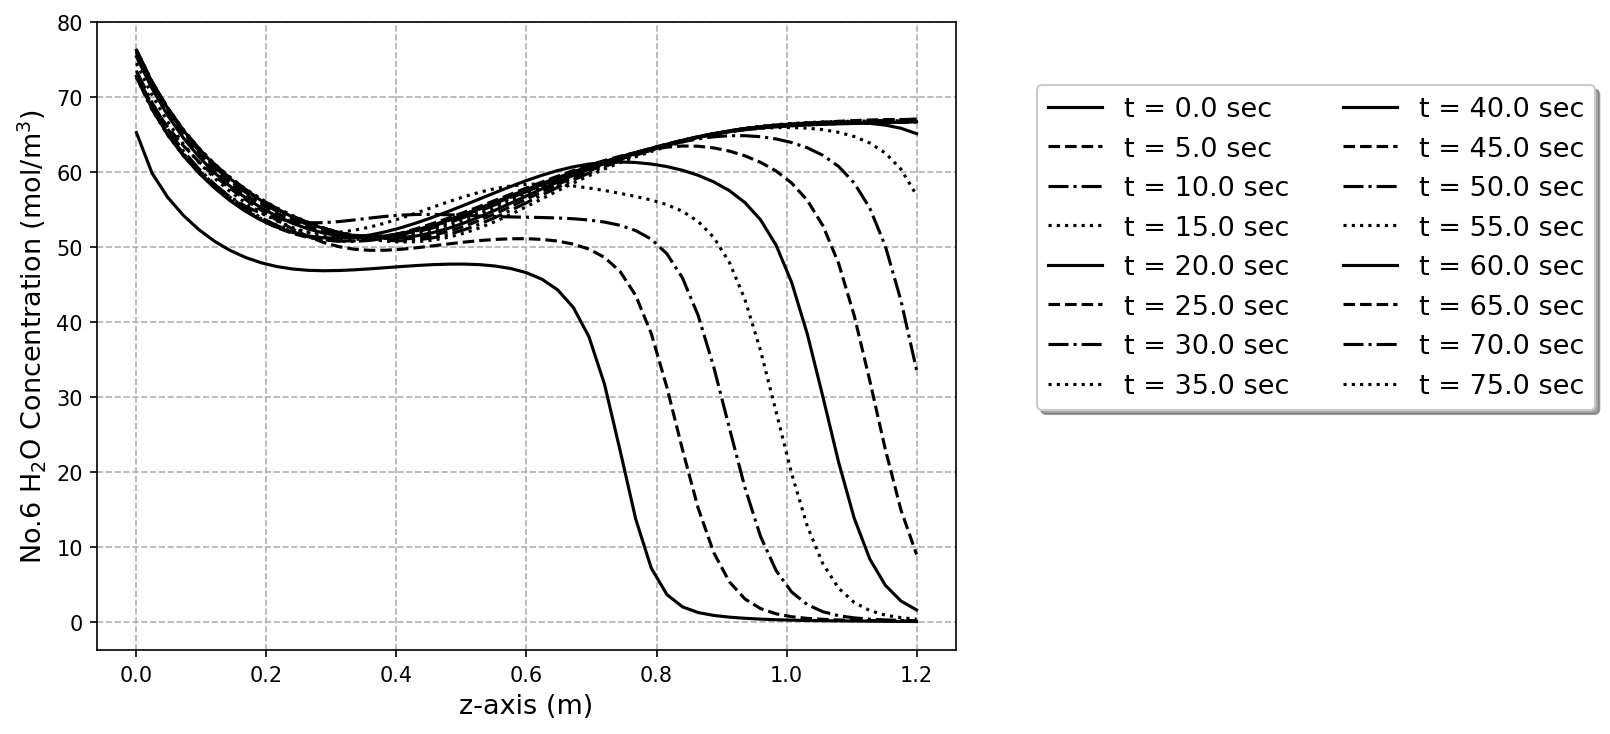 No.6 H₂O Concentration (mol/m³)
80
70
60
50
40
30
20
10
0
0.0 0.2 0.4 0.6 0.8 1.0 1.2
z-axis (m)
t = 0.0 sec
t = 5.0 sec
t = 10.0 sec
t = 15.0 sec
t = 20.0 sec
t = 25.0 sec
t = 30.0 sec
t = 35.0 sec
t = 40.0 sec
t = 45.0 sec
t = 50.0 sec
t = 55.0 sec
t = 60.0 sec
t = 65.0 sec
t = 70.0 sec
t = 75.0 sec